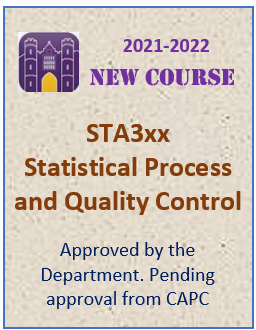 2021-2022
NEW COURSE
STA3xx
Statistical Process
and Quality Control
Approved by the
Department. Pending
approval from CAPC